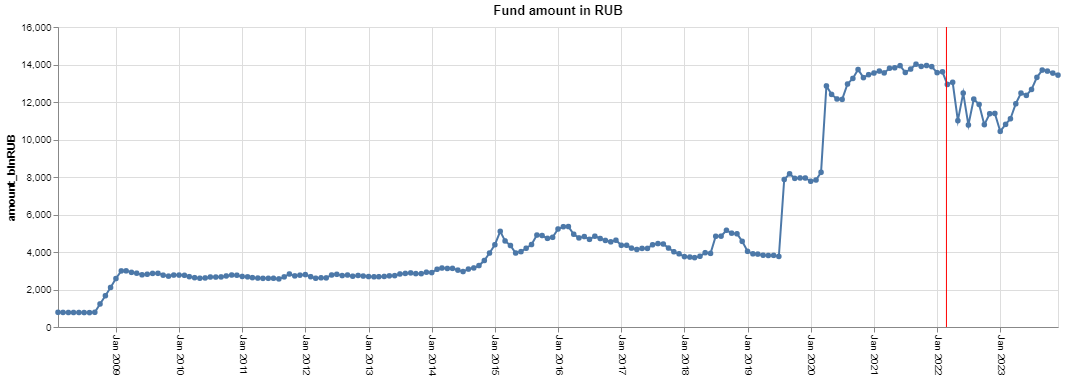 Fund amount in RUB
amount_blnRUB
16,000
14,000
12,000
10,000
8,000
6,000
4,000
2,000
0
Jan 2009
Jan 2010
Jan 2011
Jan 2012
Jan 2013
Jan 2014
Jan 2015
Jan 2016
Jan 2017
Jan 2018
Jan 2019
Jan 2020
Jan 2021
Jan 2022
Jan 2023